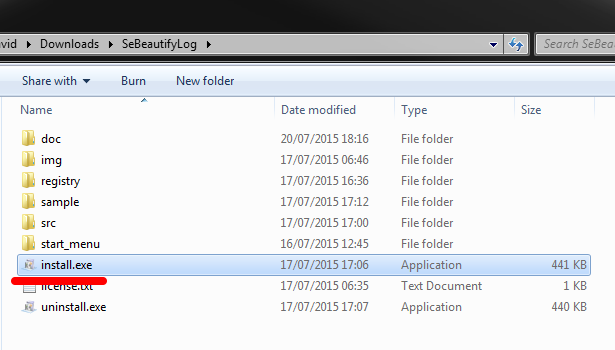 vid ▸ Downloads ▸ SeBeautifyLog ▸ Search SeBea
Share with Burn New folder
Name Date modified Type Size
doc 20/07/2015 18:16 File folder
img 17/07/2015 06:46 File folder
registry 17/07/2015 16:36 File folder
sample 17/07/2015 17:12 File folder
src 17/07/2015 17:00 File folder
start_menu 16/07/2015 12:45 File folder
install.exe 17/07/2015 17:06 Application 441 KB
license.txt 17/07/2015 06:35 Text Document 1 KB
uninstall.exe 17/07/2015 17:07 Application 440 KB